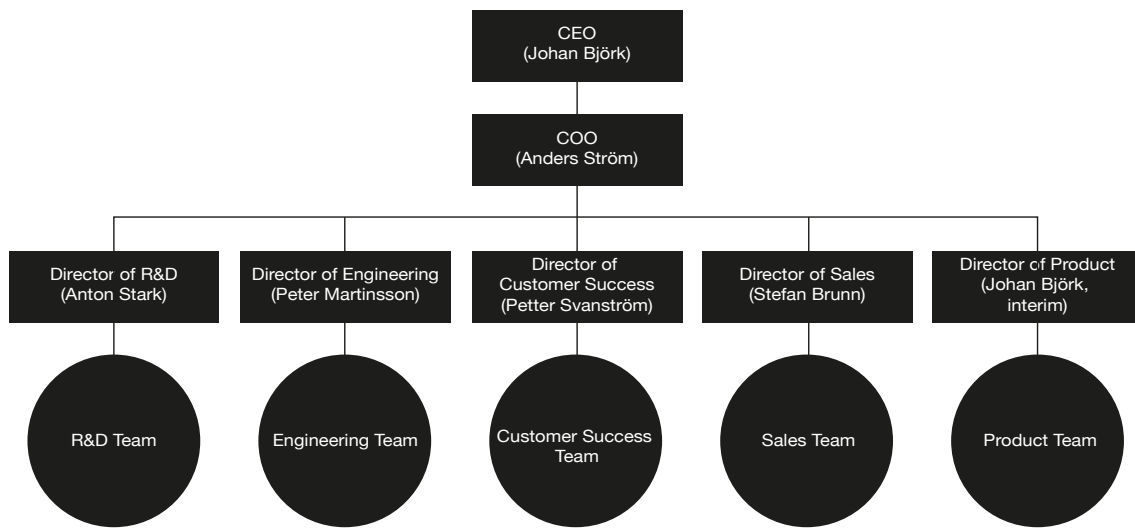 CEO
(Johan Björk)
COO
(Anders Ström)
Director of R&D
(Anton Stark)
Director of Engineering
(Peter Martinsson)
Director of
Customer Success
(Petter Svanström)
Director of Sales
(Stefan Brunn)
Director of Product
(Johan Björk,
interim)
R&D Team
Engineering Team
Customer Success
Team
Sales Team
Product Team